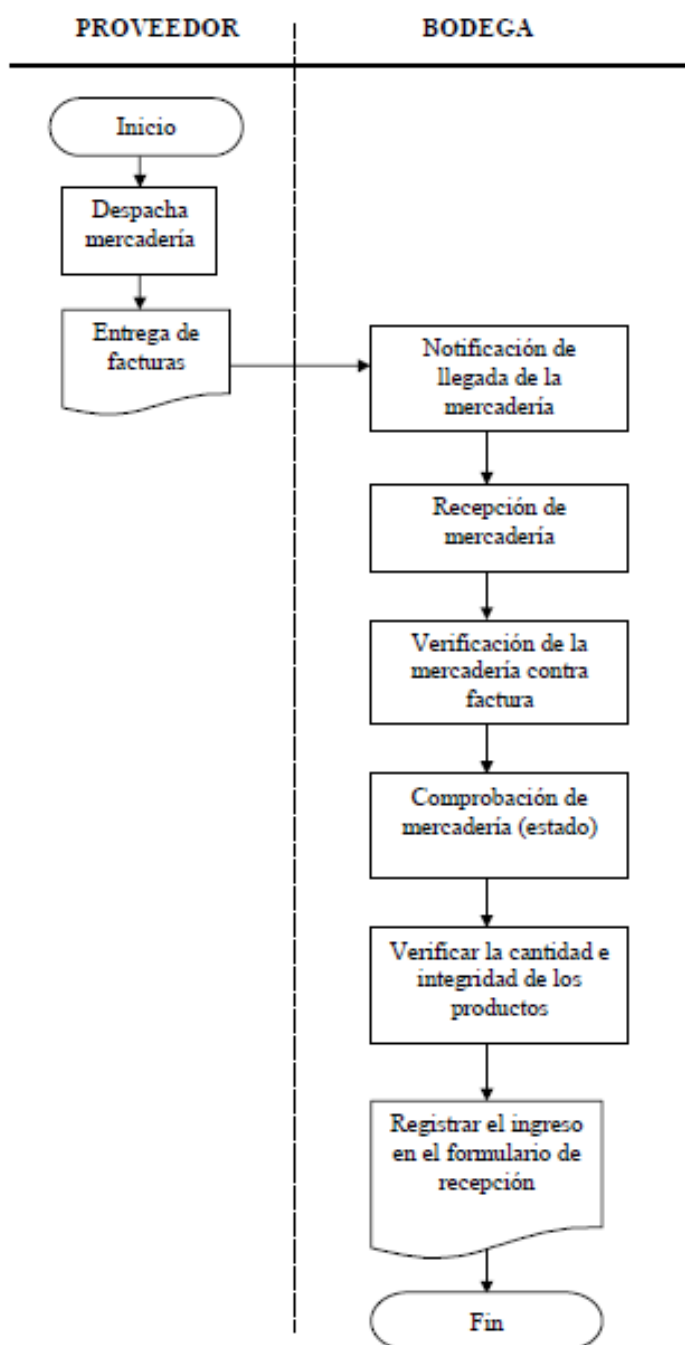 PROVEEDOR
BODEGA
Inicio
Despacha
mercadería
Entrega de
facturas
Notificación de
llegada de la
mercadería
Recepción de
mercadería
Verificación de la
mercadería contra
factura
Comprobación de
mercadería (estado)
Verificar la cantidad e
integridad de los
productos
Registrar el ingreso
en el formulario de
recepción
Fin